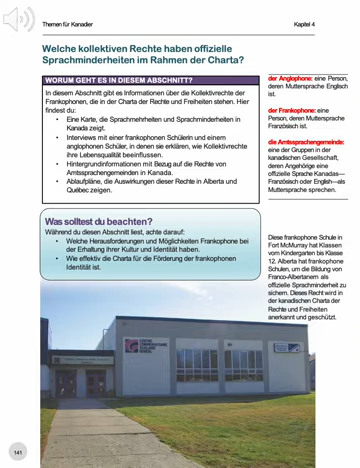 Themen für Kanadier
Kapitel 4
Welche kollektiven Rechte haben offizielle
Sprachminderheiten im Rahmen der Charta?
WORUM GEHT ES IN DIESEM ABSCHNITT?
In diesem Abschnitt gibt es Informationen über die Kollektivrechte der
Frankophonen, die in der Charta der Rechte und Freiheiten stehen. Hier
findest du:
• Eine Karte, die Sprachmehrheiten und Sprachminderheiten in
Kanada zeigt.
• Interviews mit einer frankophonen Schülerin und einem
anglophonen Schüler, in denen sie erklären, wie Kollektivrechte
ihre Lebensqualität beeinflussen.
• Hintergrundinformationen mit Bezug auf die Rechte von
Amtssprachengemeinden in Kanada.
• Ablaufpläne, die Auswirkungen dieser Rechte in Alberta und
Québec zeigen.
Was solltest du beachten?
Während du diesen Abschnitt liest, achte darauf:
• Welche Herausforderungen und Möglichkeiten Frankophone bei
der Erhaltung ihrer Kultur und Identität haben.
• Wie effektiv die Charta für die Förderung der frankophonen
Identität ist.
der Anglophone: eine Person,
deren Muttersprache Englisch
ist.
der Frankophone: eine
Person, deren Muttersprache
Französisch ist.
die Amtssprachengemeinde:
eine der Gruppen in der
kanadischen Gesellschaft,
deren Angehörige eine
offizielle Sprache Kanadas—
Französisch oder English—als
Muttersprache sprechen.
Diese frankophone Schule in
Fort McMurray hat Klassen
vom Kindergarten bis Klasse
12. Alberta hat frankophone
Schulen, um die Bildung von
Franco-Albertanern als
offizielle Sprachminderheit zu
sichern. Dieses Recht wird in
der kanadischen Charta der
Rechte und Freiheiten
anerkannt und geschützt.
141